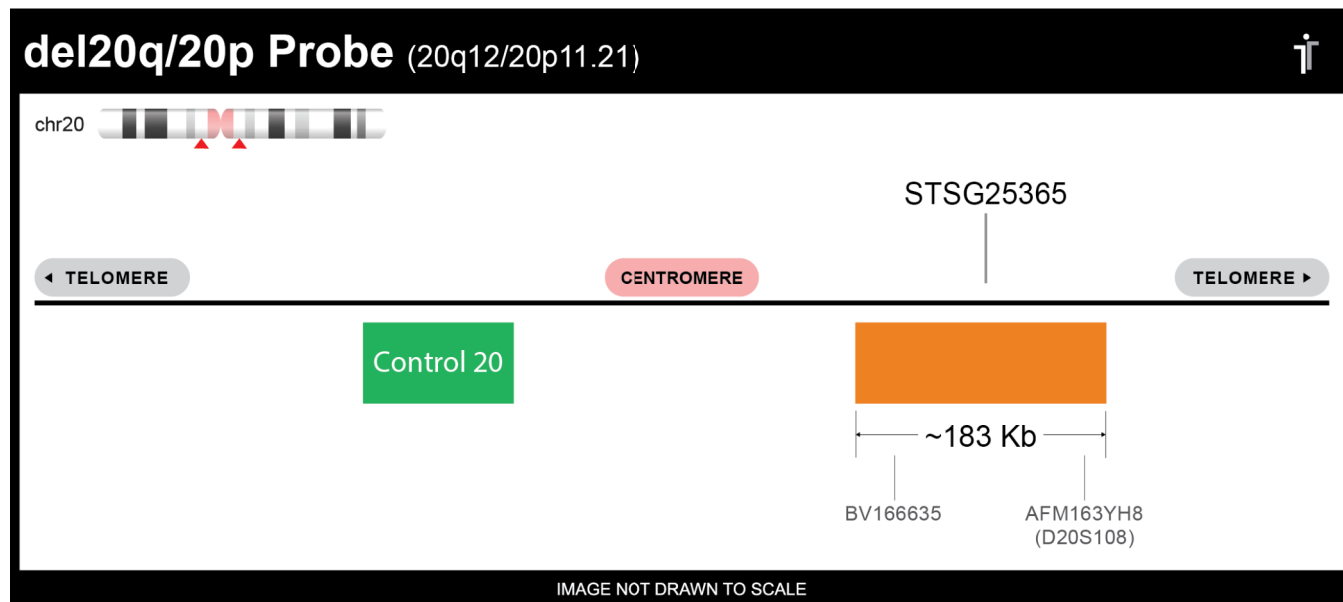 del20q/20p Probe (20q12/20p11.21)
chr20
STSG25365
◂ TELOMERE
CENTROMERE
TELOMERE ▸
Control 20
~183 Kb
BV166635
AFM163YH8
(D20S108)
IMAGE NOT DRAWN TO SCALE